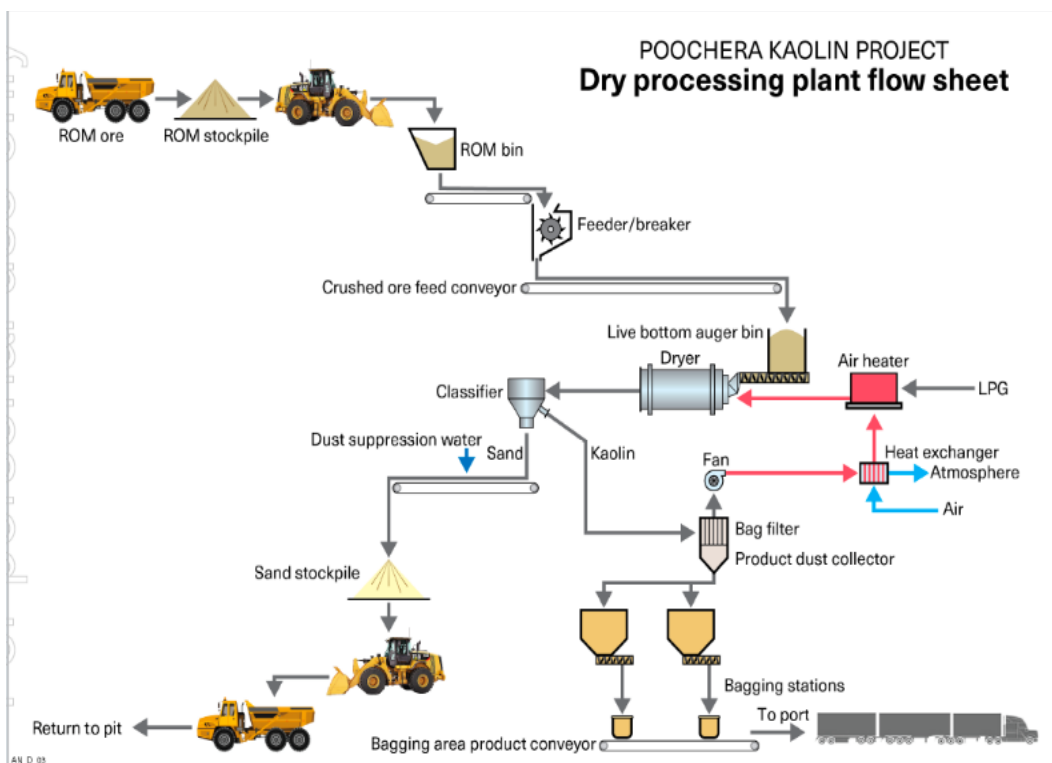 POOCHERA KAOLIN PROJECT
Dry processing plant flow sheet
ROM ore
ROM stockpile
ROM bin
Feeder/breaker
Crushed ore feed conveyor
Live bottom auger bin
Dryer
Air heater
LPG
Classifier
Dust suppression water
Sand
Kaolin
Fan
Heat exchanger
Atmosphere
Air
Bag filter
Product dust collector
Sand stockpile
Bagging stations
To port
Return to pit
Bagging area product conveyor
AN_D_03